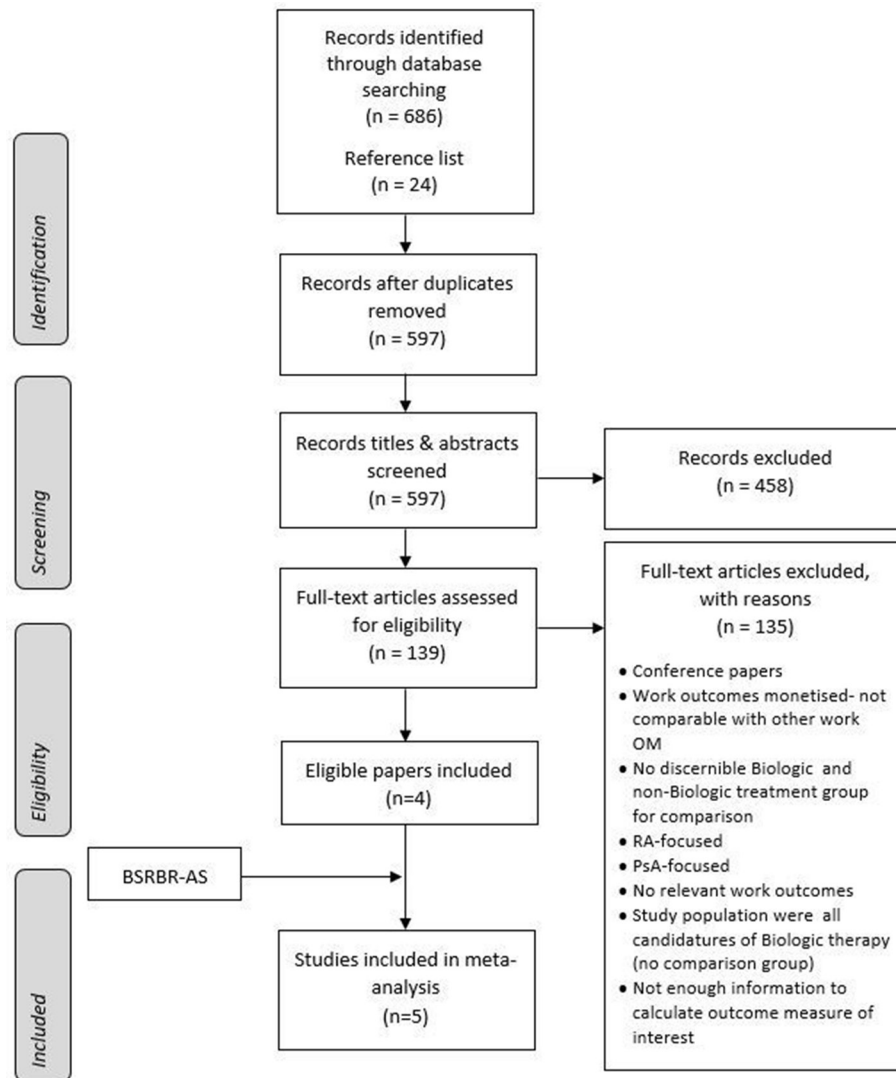 Records identified
through database
searching
(n = 686)
Reference list
(n = 24)
Identification
Records after duplicates
removed
(n = 597)
Screening
Records titles & abstracts
screened
(n = 597)
Records excluded
(n = 458)
Full-text articles assessed
for eligibility
(n = 139)
Full-text articles excluded,
with reasons
(n = 135)
• Conference papers
• Work outcomes monetised- not
comparable with other work
OM
• No discernible Biologic and
non-Biologic treatment group
for comparison
• RA-focused
• PsA-focused
• No relevant work outcomes
• Study population were all
candidatures of Biologic therapy
(no comparison group)
• Not enough information to
calculate outcome measure of
interest
Eligibility
Eligible papers included
(n=4)
BSRBR-AS
Included
Studies included in meta-
analysis
(n=5)